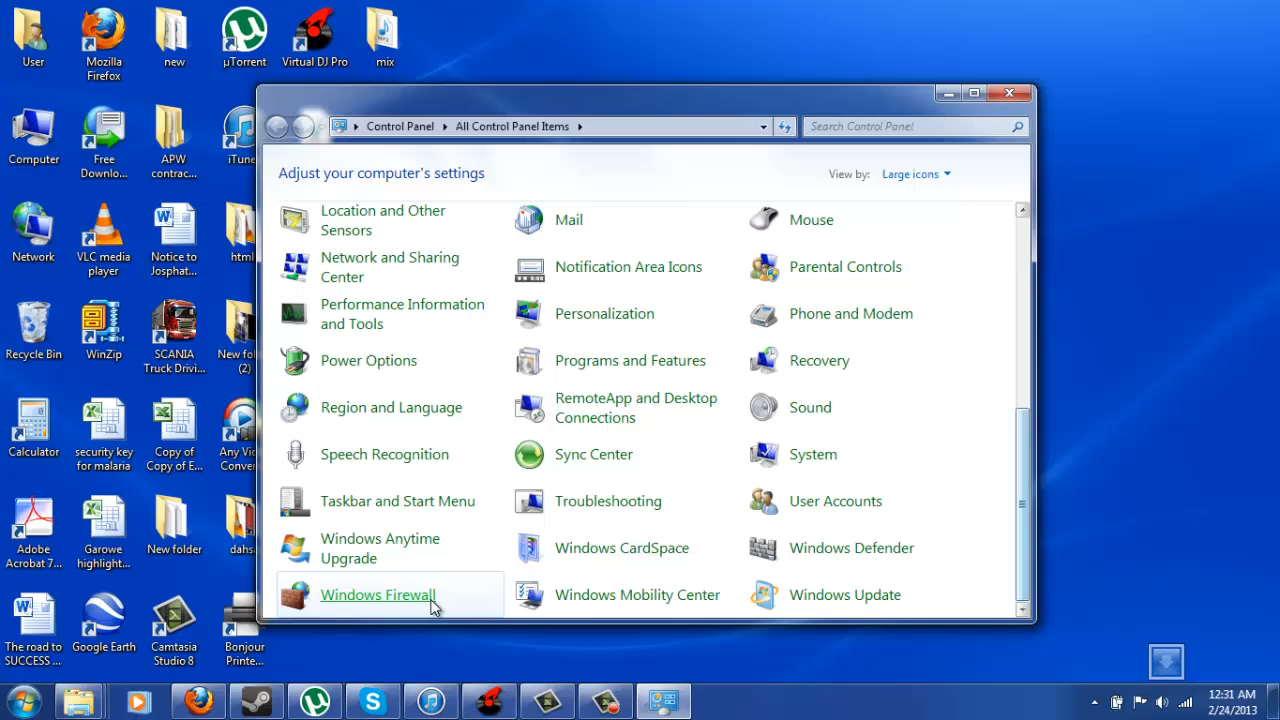 User
Mozilla
Firefox
new
µTorrent
Virtual DJ Pro
mix
Computer
Free
Downlo...
APW
contrac...
iTune
Network
VLC media
player
Notice to
Josphat...
html
Recycle Bin
WinZip
SCANIA
Truck Drivi...
New fo
(2)
Calculator
security key
for malaria
Copy of
Copy of E...
Any Vi
Conver
Adobe
Acrobat 7...
Garowe
highlight...
New folder
dahsa
The road to
SUCCESS ...
Google Earth
Camtasia
Studio 8
Bonjour
Printe...
Control Panel
All Control Panel Items
Search Control Panel
Adjust your computer's settings
View by:
Large icons
Location and Other
Sensors
Mail
Mouse
Network and Sharing
Center
Notification Area Icons
Parental Controls
Performance Information
and Tools
Personalization
Phone and Modem
Power Options
Programs and Features
Recovery
Region and Language
RemoteApp and Desktop
Connections
Sound
Speech Recognition
Sync Center
System
Taskbar and Start Menu
Troubleshooting
User Accounts
Windows Anytime
Upgrade
Windows CardSpace
Windows Defender
Windows Firewall
Windows Mobility Center
Windows Update
12:31 AM
2/24/2013